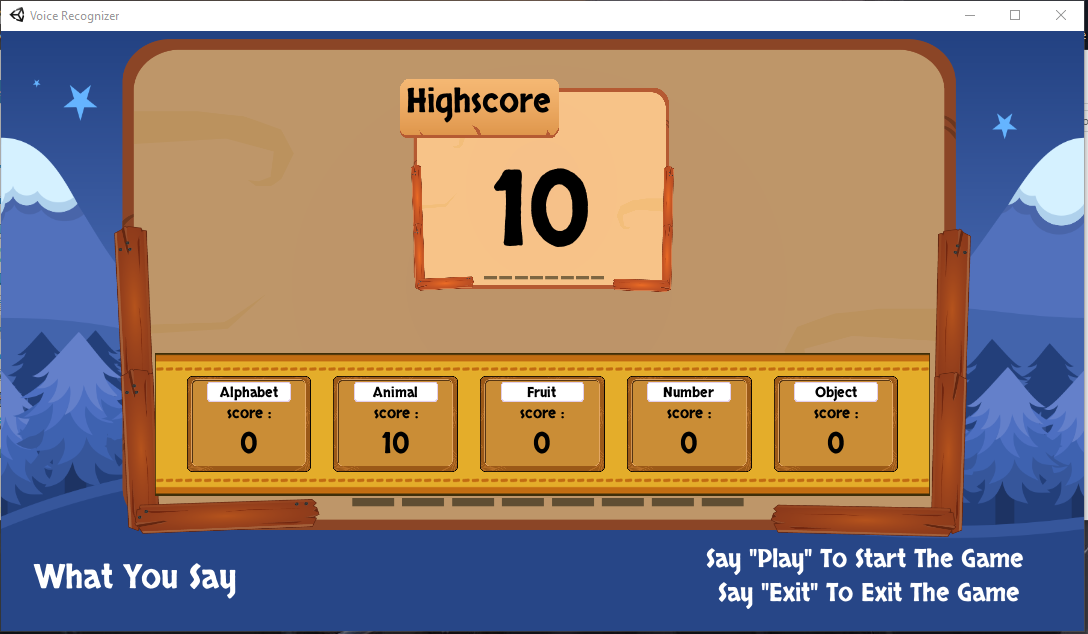 Voice Recognizer
Highscore
10
Alphabet
score :
0
Animal
score :
10
Fruit
score :
0
Number
score :
0
Object
score :
0
What You Say
Say "Play" To Start The Game
Say "Exit" To Exit The Game